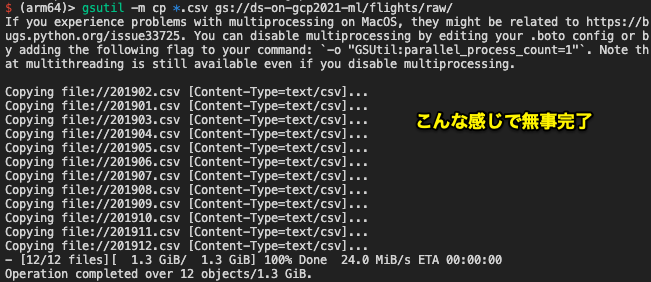 $ (arm64)> gsutil -m cp *.csv gs://ds-on-gcp2021-ml/flights/raw/
If you experience problems with multiprocessing on MacOS, they might be related to https://b
ugs.python.org/issue33725. You can disable multiprocessing by editing your .boto config or b
y adding the following flag to your command: `-o "GSUtil:parallel_process_count=1"`. Note th
at multithreading is still available even if you disable multiprocessing.
Copying file://201902.csv [Content-Type=text/csv]...
Copying file://201901.csv [Content-Type=text/csv]...
Copying file://201903.csv [Content-Type=text/csv]...
こんな感じで無事完了
Copying file://201904.csv [Content-Type=text/csv]...
Copying file://201905.csv [Content-Type=text/csv]...
Copying file://201906.csv [Content-Type=text/csv]...
Copying file://201907.csv [Content-Type=text/csv]...
Copying file://201908.csv [Content-Type=text/csv]...
Copying file://201909.csv [Content-Type=text/csv]...
Copying file://201910.csv [Content-Type=text/csv]...
Copying file://201911.csv [Content-Type=text/csv]...
Copying file://201912.csv [Content-Type=text/csv]...
- [12/12 files][  1.3 GiB/  1.3 GiB] 100% Done  24.0 MiB/s ETA 00:00:00
Operation completed over 12 objects/1.3 GiB.